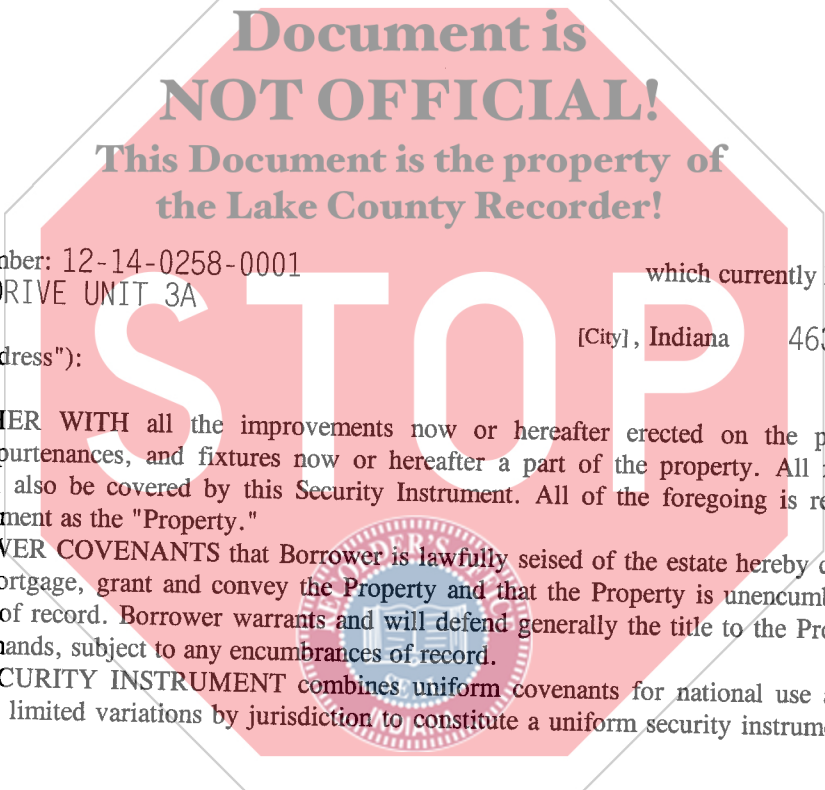 Document is
NOT OFFICIAL!
This Document is the property of
the Lake County Recorder!
nber: 12-14-0258-0001 which currently
DRIVE UNIT 3A
[City], Indiana 463
dress"):
STOP
IER WITH all the improvements now or hereafter erected on the p
purtenances, and fixtures now or hereafter a part of the property. All
also be covered by this Security Instrument. All of the foregoing is re
ment as the "Property."
VER COVENANTS that Borrower is lawfully seised of the estate hereby c
ortgage, grant and convey the Property and that the Property is unencumb
of record. Borrower warrants and will defend generally the title to the Pro
nands, subject to any encumbrances of record.
CURITY INSTRUMENT combines uniform covenants for national use a
limited variations by jurisdiction to constitute a uniform security instrume
SEAL